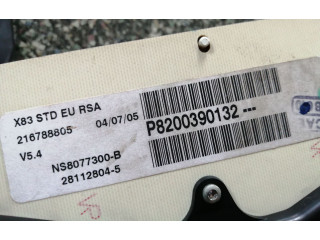 X83 STD EU RSA
216788805 04/07/05
V5.4
P8200390132---
NS8077300-B
28112804-5